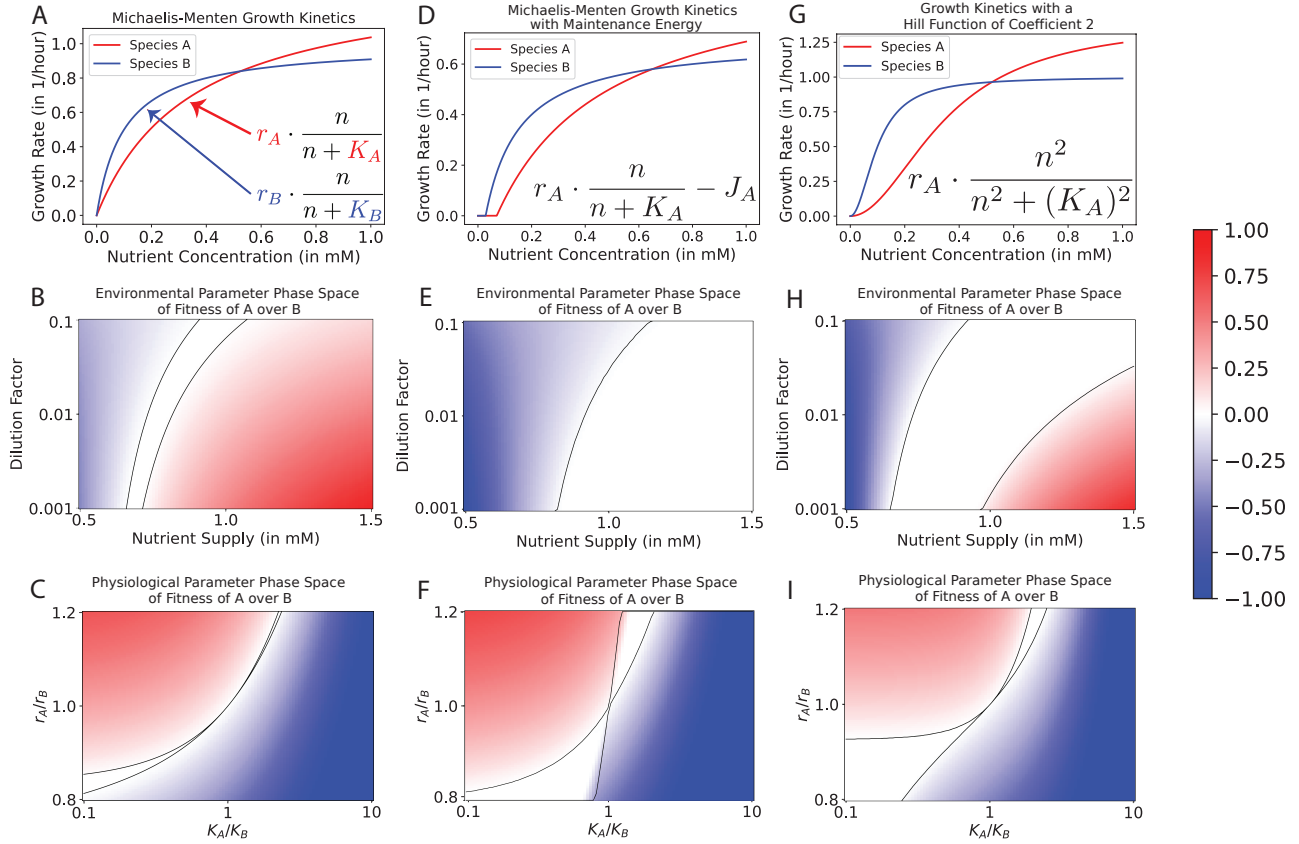 A
Michaelis-Menten Growth Kinetics
Growth Rate (in 1/hour)
1.0
0.8
0.6
0.4
0.2
0.0
Species A
Species B
r_A · n / (n + K_A)
r_B · n / (n + K_B)
0.0 0.2 0.4 0.6 0.8 1.0
Nutrient Concentration (in mM)
D
Michaelis-Menten Growth Kinetics
with Maintenance Energy
Growth Rate (in 1/hour)
0.6
0.4
0.2
0.0
Species A
Species B
r_A · n / (n + K_A) − J_A
0.0 0.2 0.4 0.6 0.8 1.0
Nutrient Concentration (in mM)
G
Growth Kinetics with a
Hill Function of Coefficient 2
Growth Rate (in 1/hour)
1.25
1.00
0.75
0.50
0.25
0.00
Species A
Species B
r_A · n² / (n² + (K_A)²)
0.0 0.2 0.4 0.6 0.8 1.0
Nutrient Concentration (in mM)
B
Environmental Parameter Phase Space
of Fitness of A over B
Dilution Factor
0.1
0.01
0.001
0.5 1.0 1.5
Nutrient Supply (in mM)
E
Environmental Parameter Phase Space
of Fitness of A over B
Dilution Factor
0.1
0.01
0.001
0.5 1.0 1.5
Nutrient Supply (in mM)
H
Environmental Parameter Phase Space
of Fitness of A over B
Dilution Factor
0.1
0.01
0.001
0.5 1.0 1.5
Nutrient Supply (in mM)
C
Physiological Parameter Phase Space
of Fitness of A over B
r_A/r_B
1.2
1.0
0.8
0.1 1 10
K_A/K_B
F
Physiological Parameter Phase Space
of Fitness of A over B
r_A/r_B
1.2
1.0
0.8
0.1 1 10
K_A/K_B
I
Physiological Parameter Phase Space
of Fitness of A over B
r_A/r_B
1.2
1.0
0.8
0.1 1 10
K_A/K_B
1.00
0.75
0.50
0.25
0.00
−0.25
−0.50
−0.75
−1.00